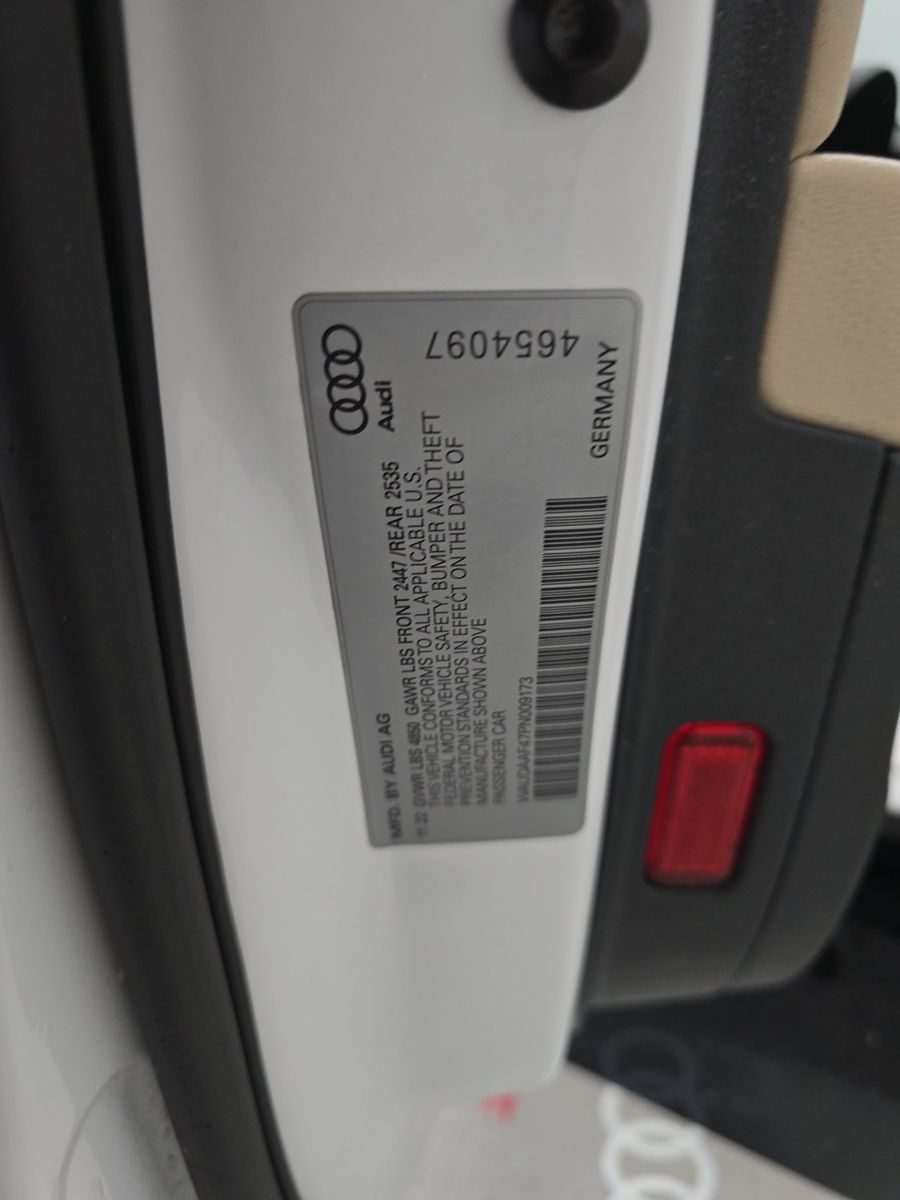 Audi
4654097
MFD. BY AUDI AG
11/22 GVWR LBS 4850 GAWR LBS FRONT 2447 /REAR 2535
THIS VEHICLE CONFORMS TO ALL APPLICABLE U.S.
FEDERAL MOTOR VEHICLE SAFETY, BUMPER AND THEFT
PREVENTION STANDARDS IN EFFECT ON THE DATE OF
MANUFACTURE SHOWN ABOVE
PASSENGER CAR
WAUDAAF47PN009173
GERMANY